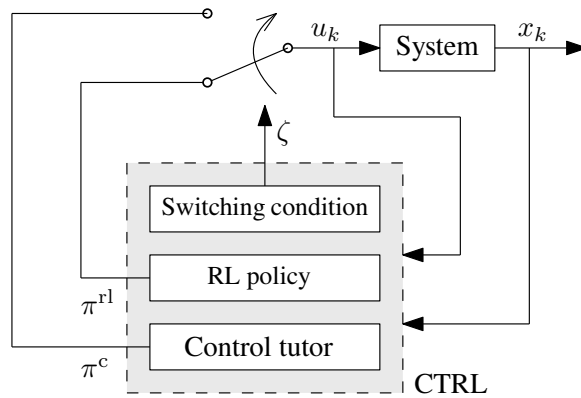 u_k
System
x_k
ζ
Switching condition
RL policy
π^rl
Control tutor
π^c
CTRL